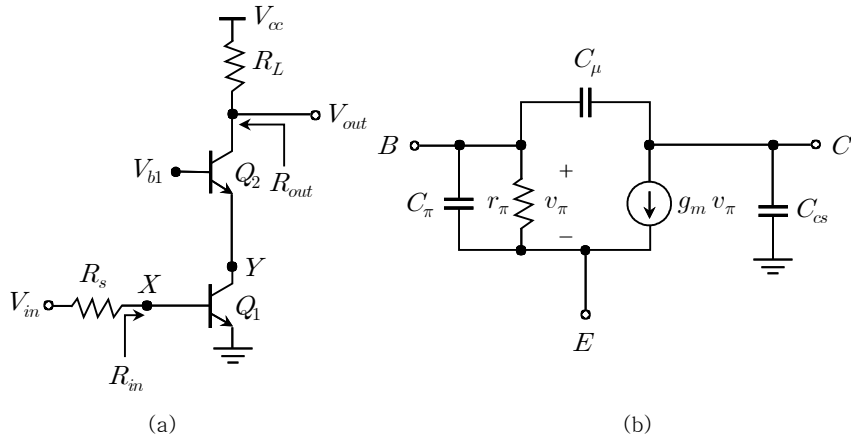 V_cc
R_L
V_out
V_b1
Q_2
R_out
R_s
X
Y
V_in
Q_1
R_in
(a)
C_μ
B
C
C_π
r_π
+
v_π
−
g_m v_π
C_cs
E
(b)